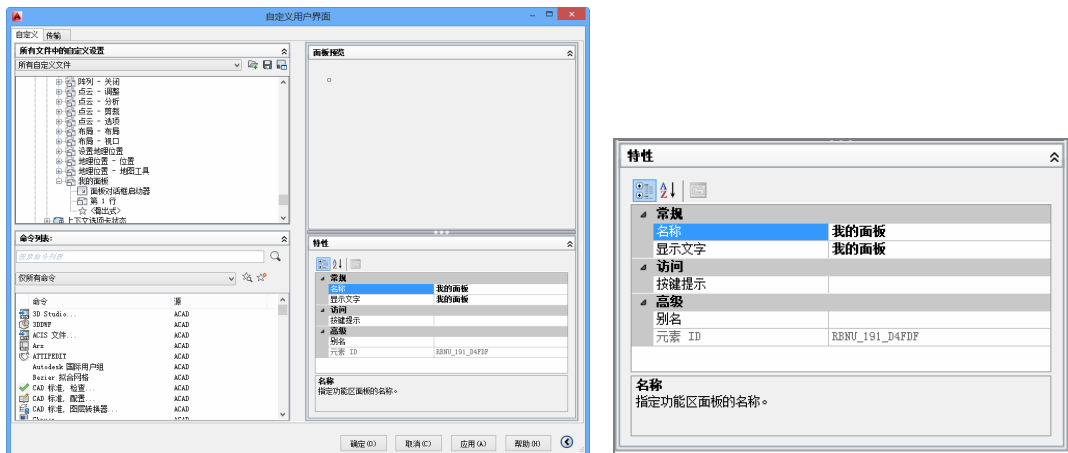 自定义用户界面
自定义 传输
所有文件中的自定义设置
所有自定义文件
阵列 - 关闭
点云 - 调整
点云 - 分析
点云 - 剪裁
点云 - 选项
布局 - 布局
布局 - 视口
设置地理位置
地理位置 - 位置
地理位置 - 地图工具
我的面板
面板对话框启动器
第 1 行
<滑出式>
上下文选项卡状态
命令列表:
搜索命令列表
仅所有命令
命令 源
3D Studio... ACAD
3DDWF ACAD
ACIS 文件... ACAD
Arx ACAD
ATTIPEDIT ACAD
Autodesk 国际用户组 ACAD
Bezier 拟合网格 ACAD
CAD 标准, 检查... ACAD
CAD 标准, 配置... ACAD
CAD 标准, 图层转换器... ACAD
面板预览
特性
常规
名称 我的面板
显示文字 我的面板
访问
按键提示
高级
别名
元素 ID RBNU_191_D4FDF
名称
指定功能区面板的名称。
确定(O) 取消(C) 应用(A) 帮助(H)
特性
常规
名称 我的面板
显示文字 我的面板
访问
按键提示
高级
别名
元素 ID RBNU_191_D4FDF
名称
指定功能区面板的名称。